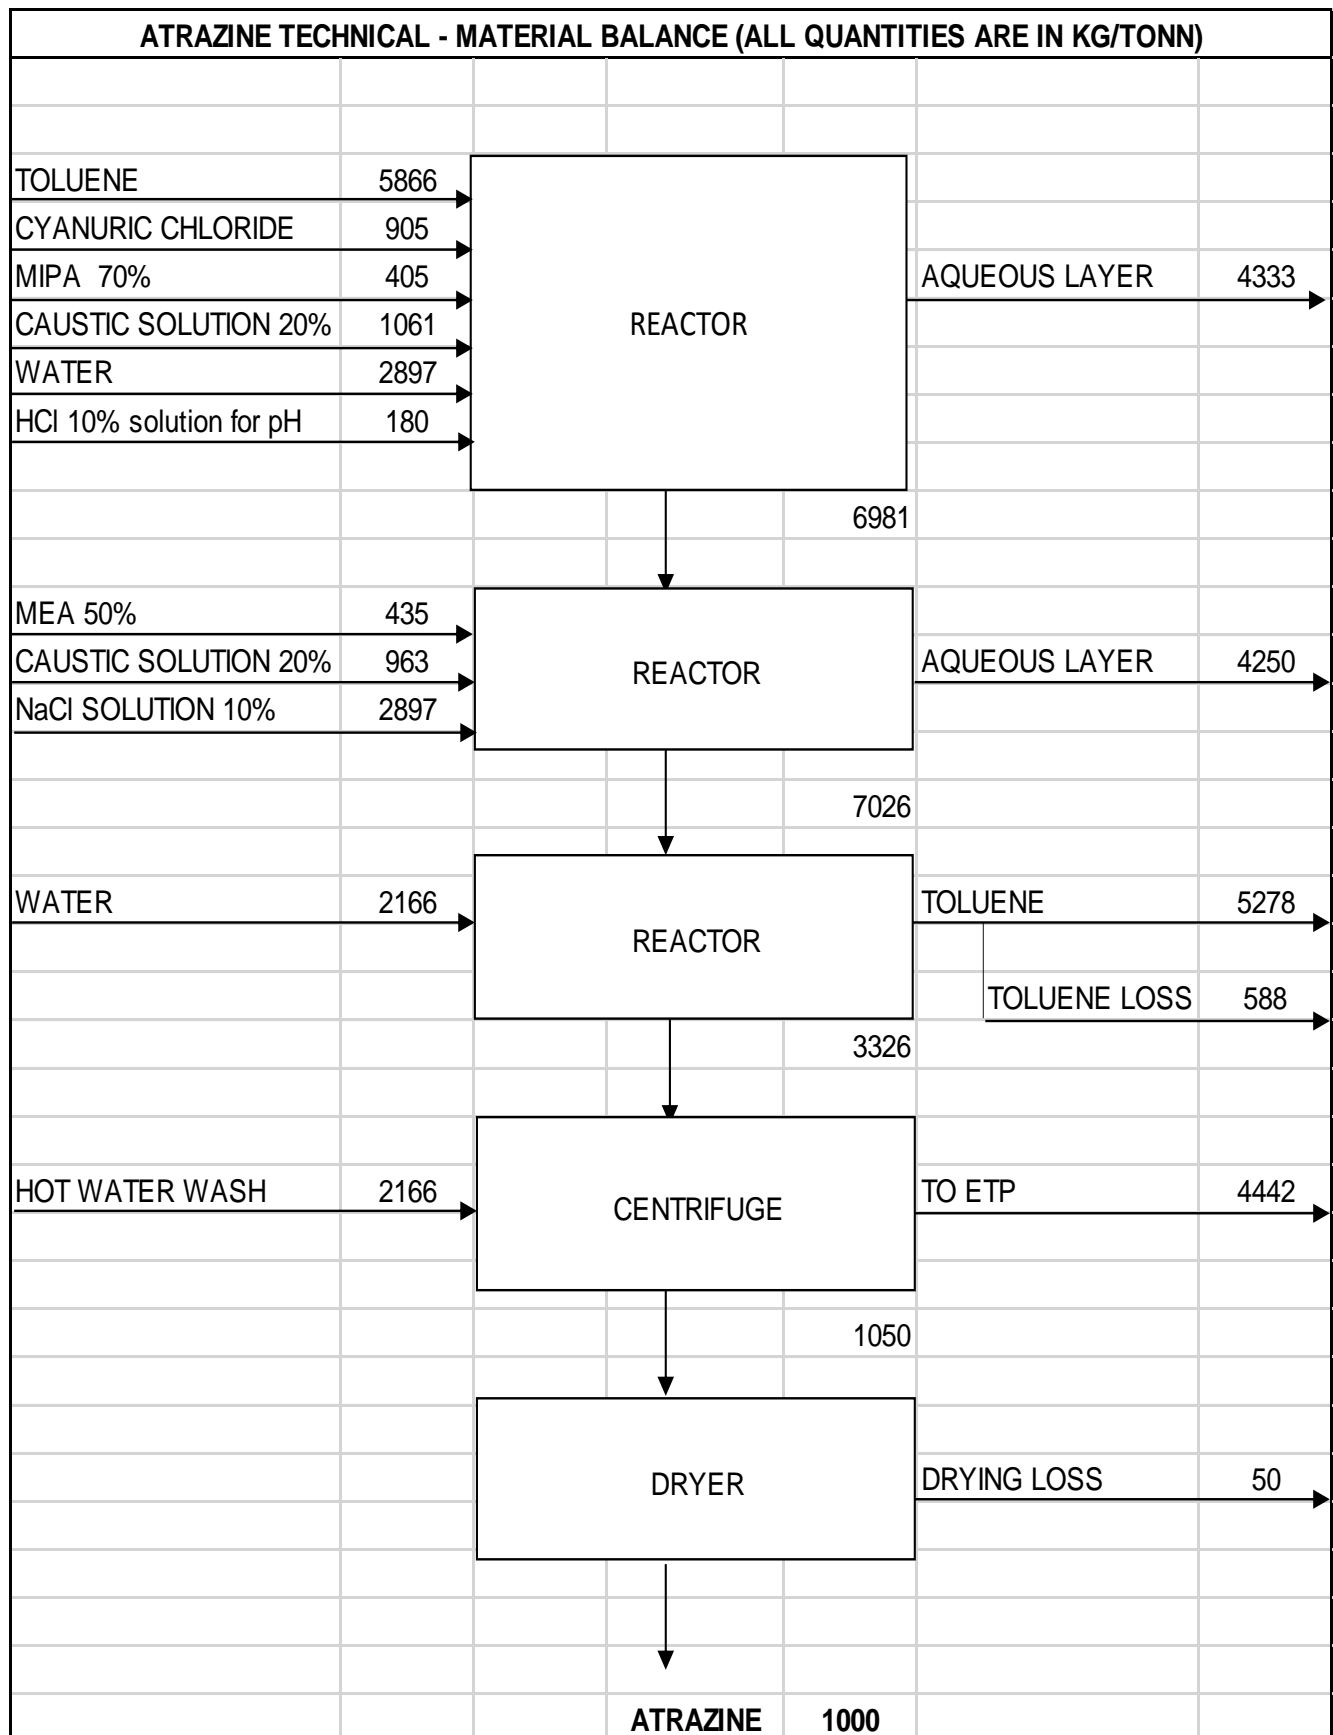 ATRAZINE TECHNICAL - MATERIAL BALANCE (ALL QUANTITIES ARE IN KG/TONN)
TOLUENE 5866
CYANURIC CHLORIDE 905
MIPA 70% 405 AQUEOUS LAYER 4333
CAUSTIC SOLUTION 20% 1061 REACTOR
WATER 2897
HCl 10% solution for pH 180
6981
MEA 50% 435
CAUSTIC SOLUTION 20% 963 REACTOR AQUEOUS LAYER 4250
NaCl SOLUTION 10% 2897
7026
WATER 2166 TOLUENE 5278
REACTOR
TOLUENE LOSS 588
3326
HOT WATER WASH 2166 CENTRIFUGE TO ETP 4442
1050
DRYER DRYING LOSS 50
ATRAZINE 1000